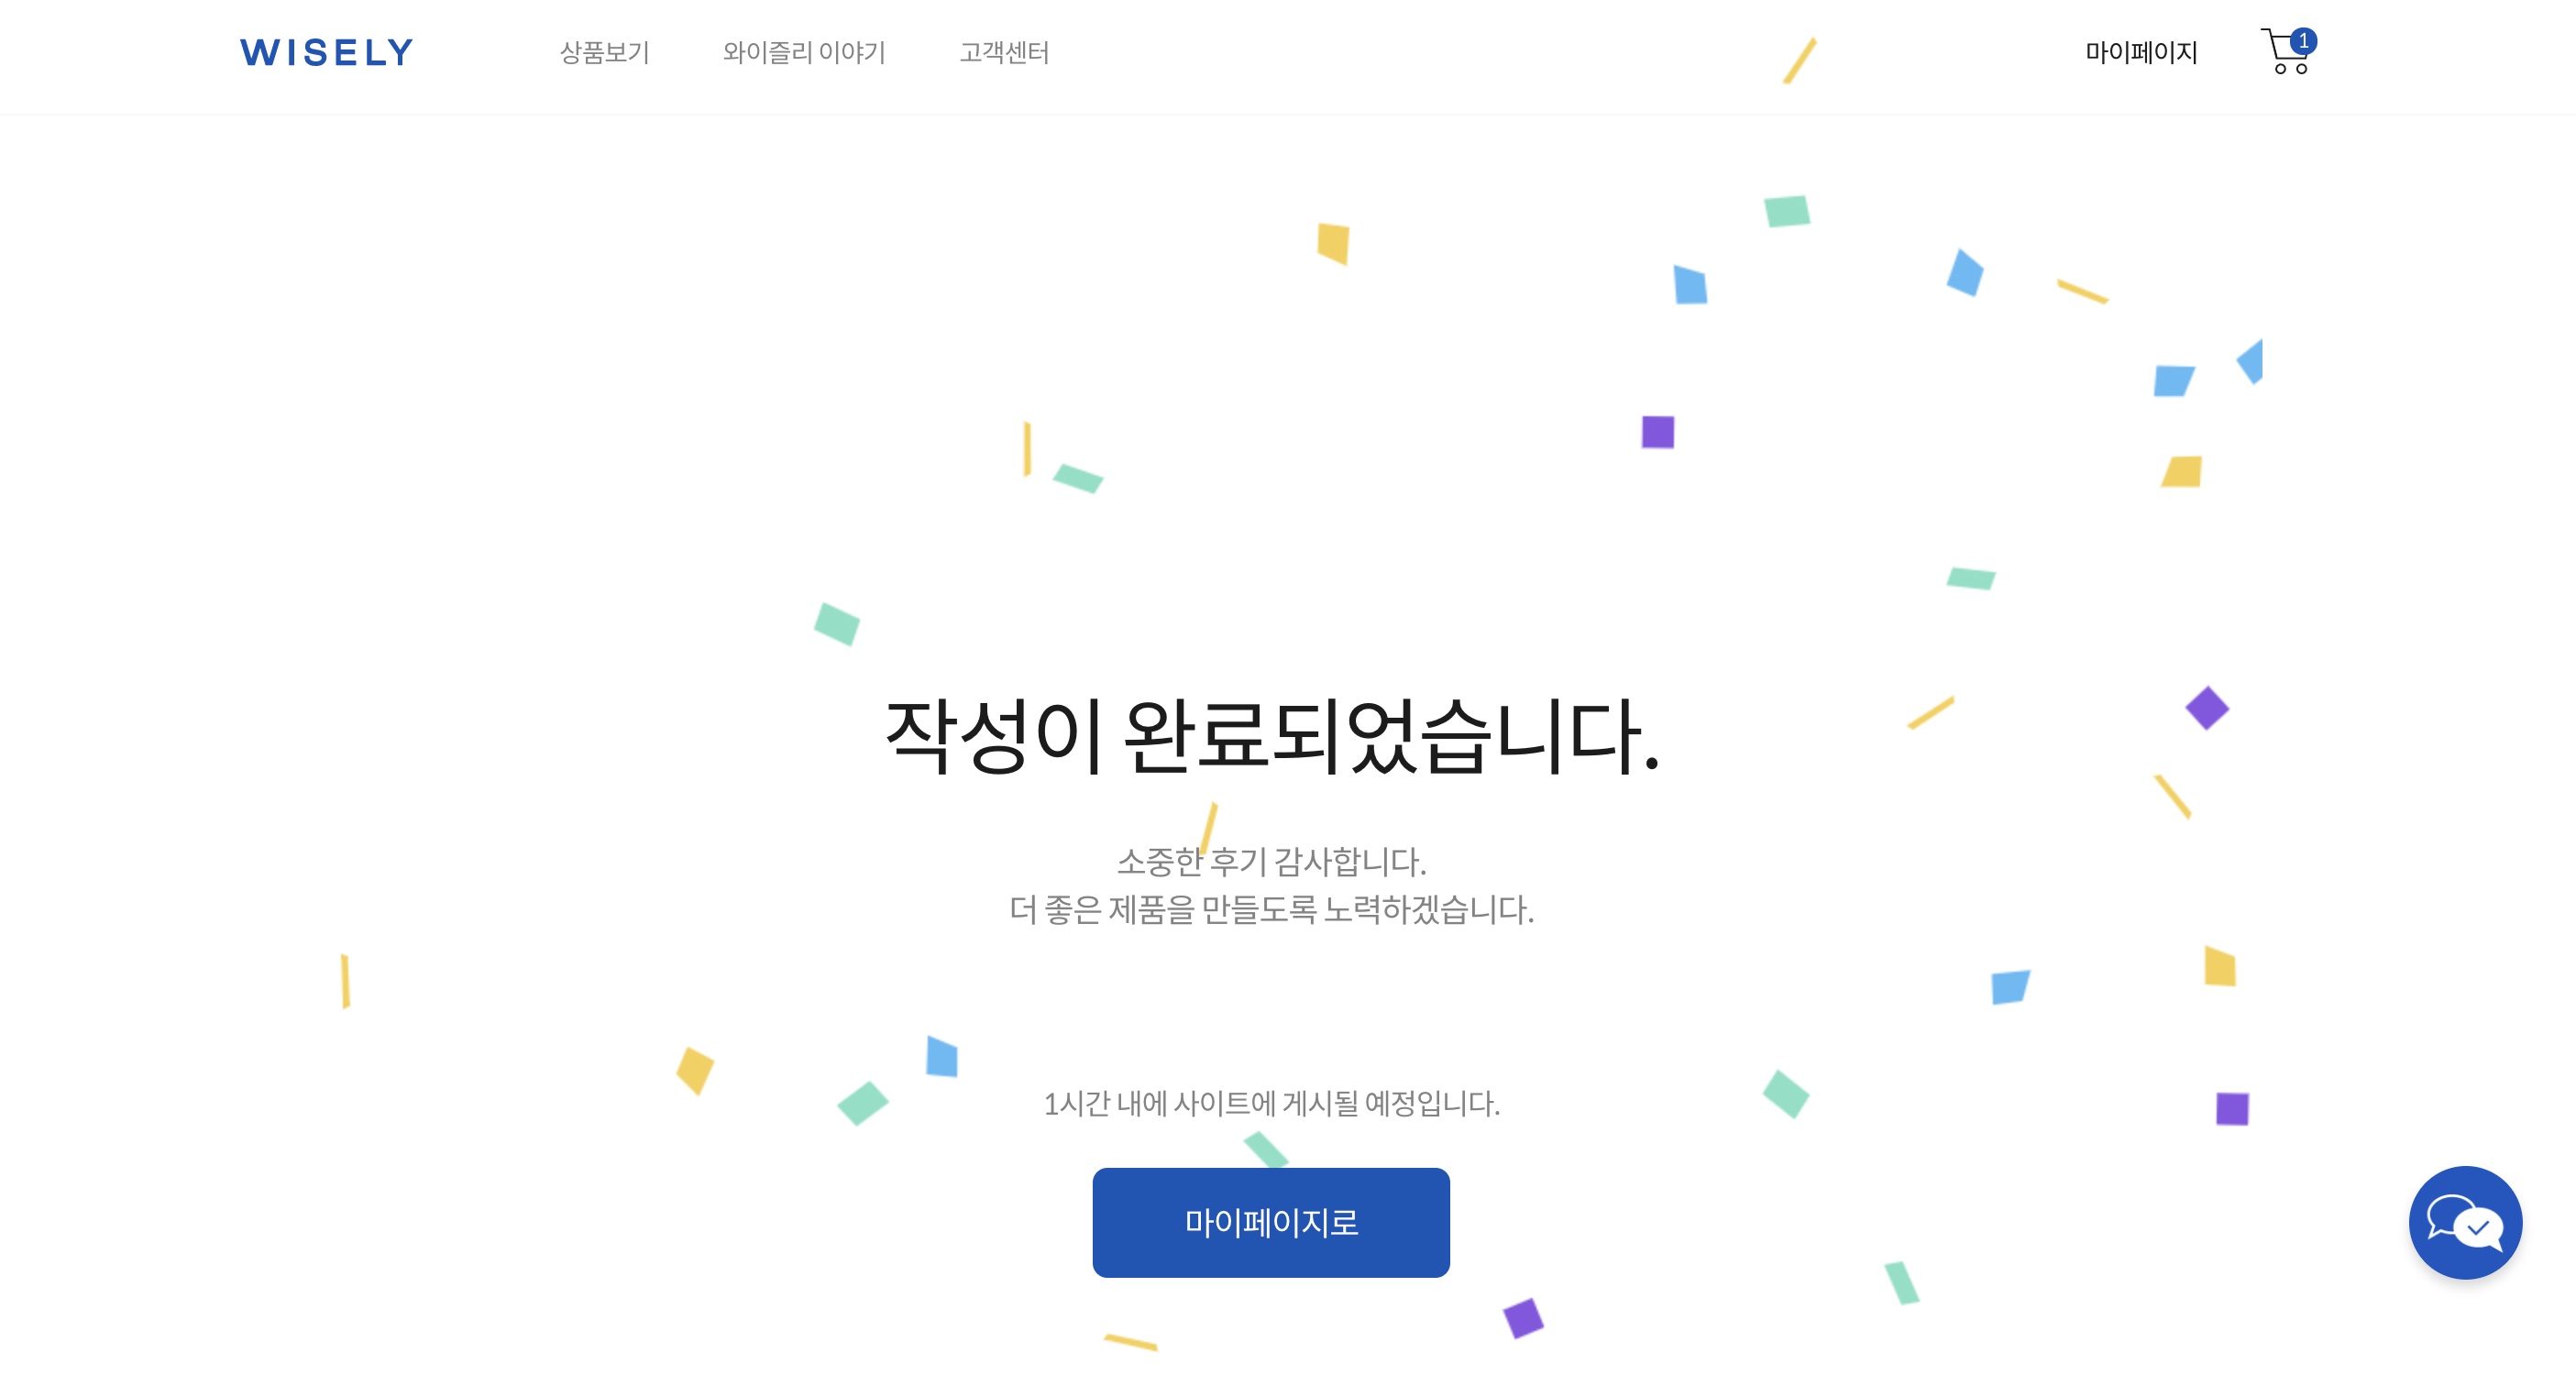 WISELY 상품보기 와이즐리 이야기 고객센터 마이페이지 1
작성이 완료되었습니다.
소중한 후기 감사합니다.
더 좋은 제품을 만들도록 노력하겠습니다.
1시간 내에 사이트에 게시될 예정입니다.
마이페이지로